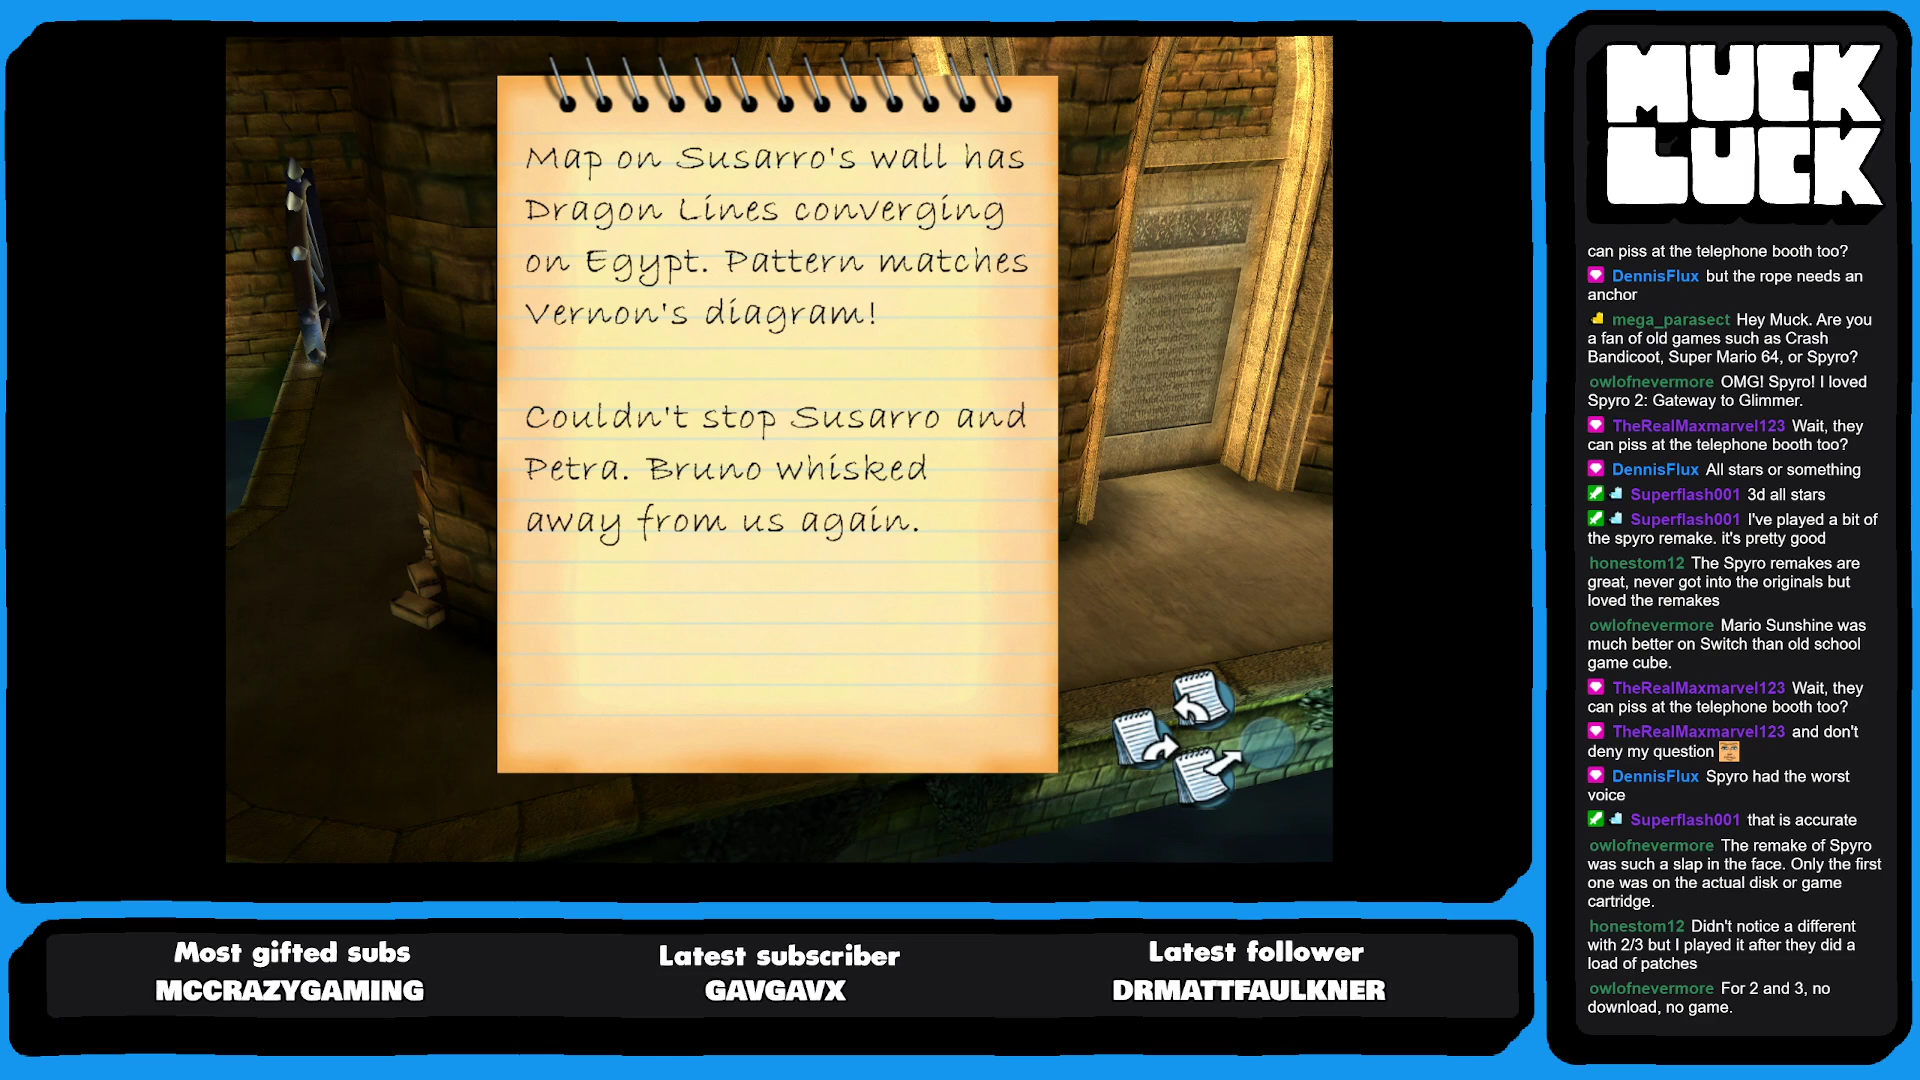 Map on Susarro's wall has
Dragon Lines converging
on Egypt. Pattern matches
Vernon's diagram!
Couldn't stop Susarro and
Petra. Bruno whisked
away from us again.
MUCK
LUCK
can piss at the telephone booth too?
DennisFlux but the rope needs an
anchor
mega_parasect Hey Muck. Are you
a fan of old games such as Crash
Bandicoot, Super Mario 64, or Spyro?
owlofnevermore OMG! Spyro! I loved
Spyro 2: Gateway to Glimmer.
TheRealMaxmarvel123 Wait, they
can piss at the telephone booth too?
DennisFlux All stars or something
Superflash001 3d all stars
Superflash001 I've played a bit of
the spyro remake. it's pretty good
honestom12 The Spyro remakes are
great, never got into the originals but
loved the remakes
owlofnevermore Mario Sunshine was
much better on Switch than old school
game cube.
TheRealMaxmarvel123 Wait, they
can piss at the telephone booth too?
TheRealMaxmarvel123 and don't
deny my question
DennisFlux Spyro had the worst
voice
Superflash001 that is accurate
owlofnevermore The remake of Spyro
was such a slap in the face. Only the first
one was on the actual disk or game
cartridge.
honestom12 Didn't notice a different
with 2/3 but I played it after they did a
load of patches
owlofnevermore For 2 and 3, no
download, no game.
Most gifted subs
MCCRAZYGAMING
Latest subscriber
GAVGAVX
Latest follower
DRMATTFAULKNER